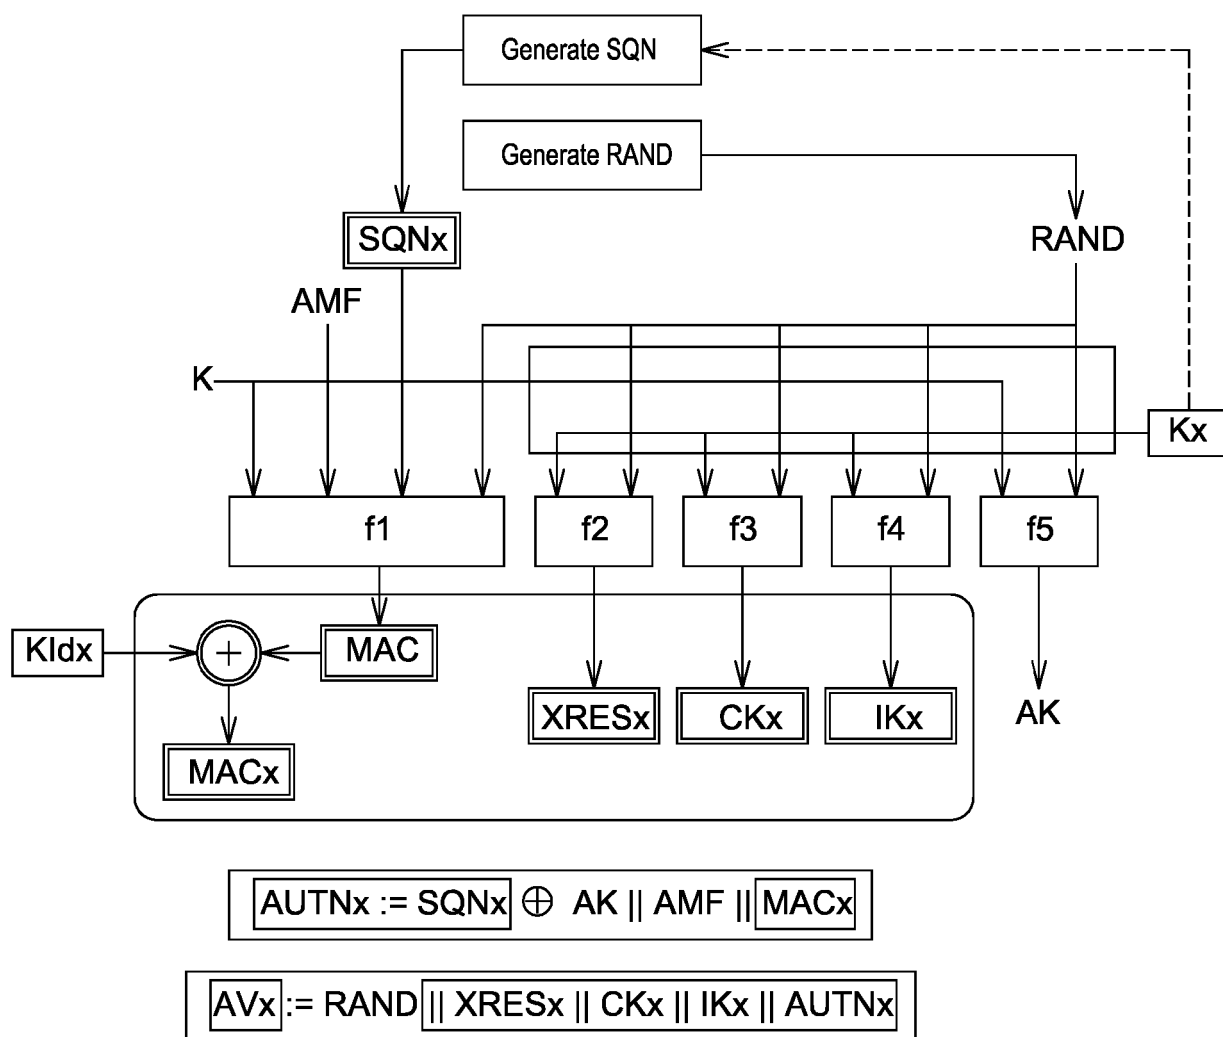 Generate SQN
Generate RAND
SQNx
RAND
AMF
K
Kx
f1 f2 f3 f4 f5
KIdx + MAC
XRESx CKx IKx AK
MACx
AUTNx := SQNx ⊕ AK || AMF || MACx
AVx := RAND || XRESx || CKx || IKx || AUTNx